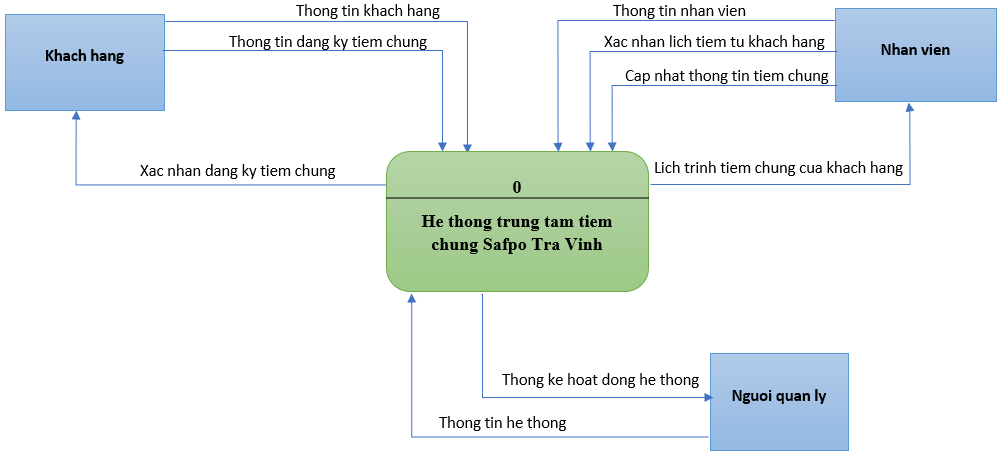 Thong tin khach hang
Thong tin nhan vien
Khach hang
Thong tin dang ky tiem chung
Xac nhan lich tiem tu khach hang
Nhan vien
Cap nhat thong tin tiem chung
Xac nhan dang ky tiem chung
Lich trinh tiem chung cua khach hang
0
He thong trung tam tiem
chung Safpo Tra Vinh
Thong ke hoat dong he thong
Nguoi quan ly
Thong tin he thong